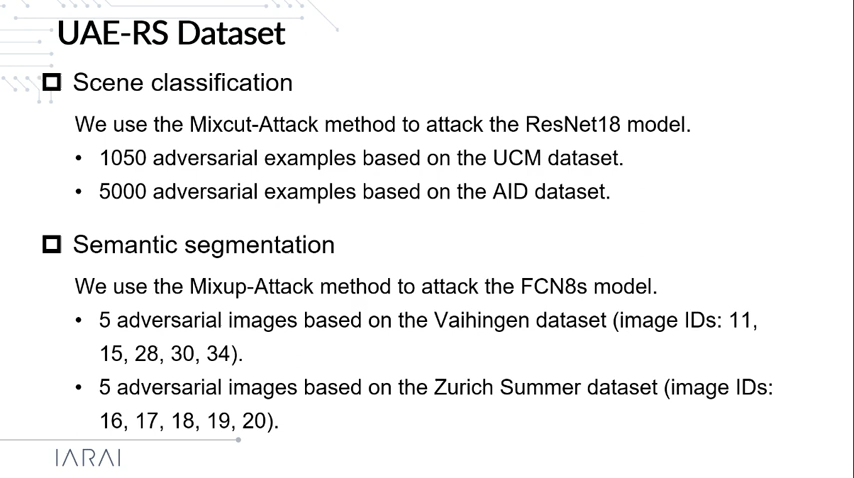 UAE-RS Dataset
Scene classification
We use the Mixcut-Attack method to attack the ResNet18 model.
• 1050 adversarial examples based on the UCM dataset.
• 5000 adversarial examples based on the AID dataset.
Semantic segmentation
We use the Mixup-Attack method to attack the FCN8s model.
• 5 adversarial images based on the Vaihingen dataset (image IDs: 11,
15, 28, 30, 34).
• 5 adversarial images based on the Zurich Summer dataset (image IDs:
16, 17, 18, 19, 20).
IARAI